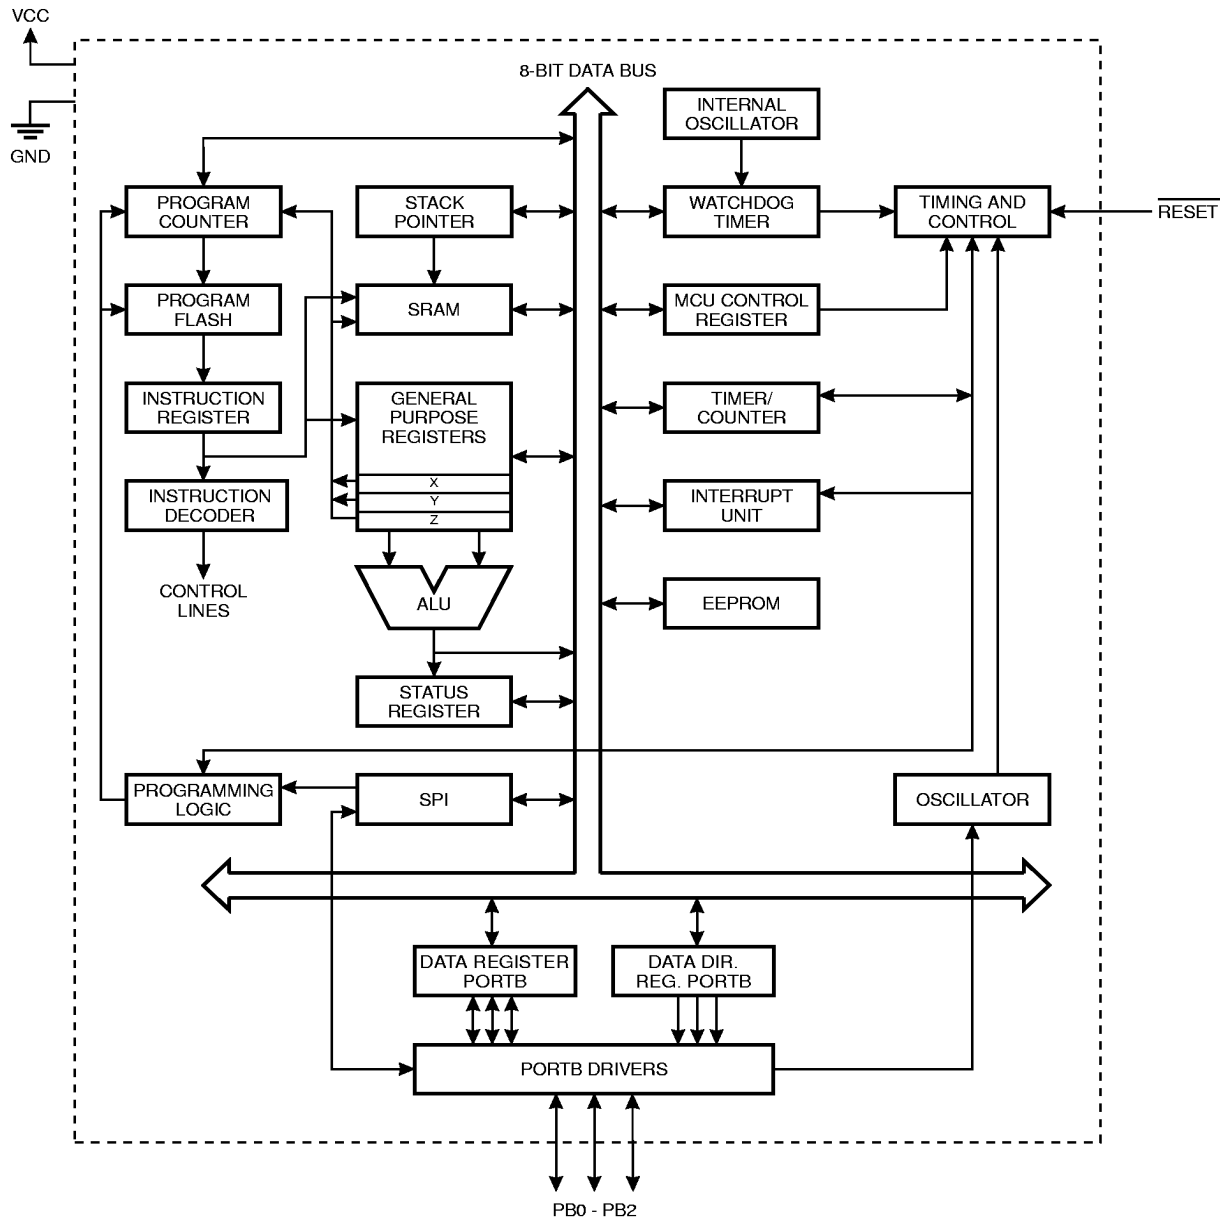 VCC
GND
8-BIT DATA BUS
INTERNAL
OSCILLATOR
PROGRAM
COUNTER
STACK
POINTER
WATCHDOG
TIMER
TIMING AND
CONTROL
RESET
PROGRAM
FLASH
SRAM
MCU CONTROL
REGISTER
INSTRUCTION
REGISTER
GENERAL
PURPOSE
REGISTERS
X
Y
Z
TIMER/
COUNTER
INSTRUCTION
DECODER
INTERRUPT
UNIT
CONTROL
LINES
ALU
EEPROM
STATUS
REGISTER
PROGRAMMING
LOGIC
SPI
OSCILLATOR
DATA REGISTER
PORTB
DATA DIR.
REG. PORTB
PORTB DRIVERS
PB0 - PB2